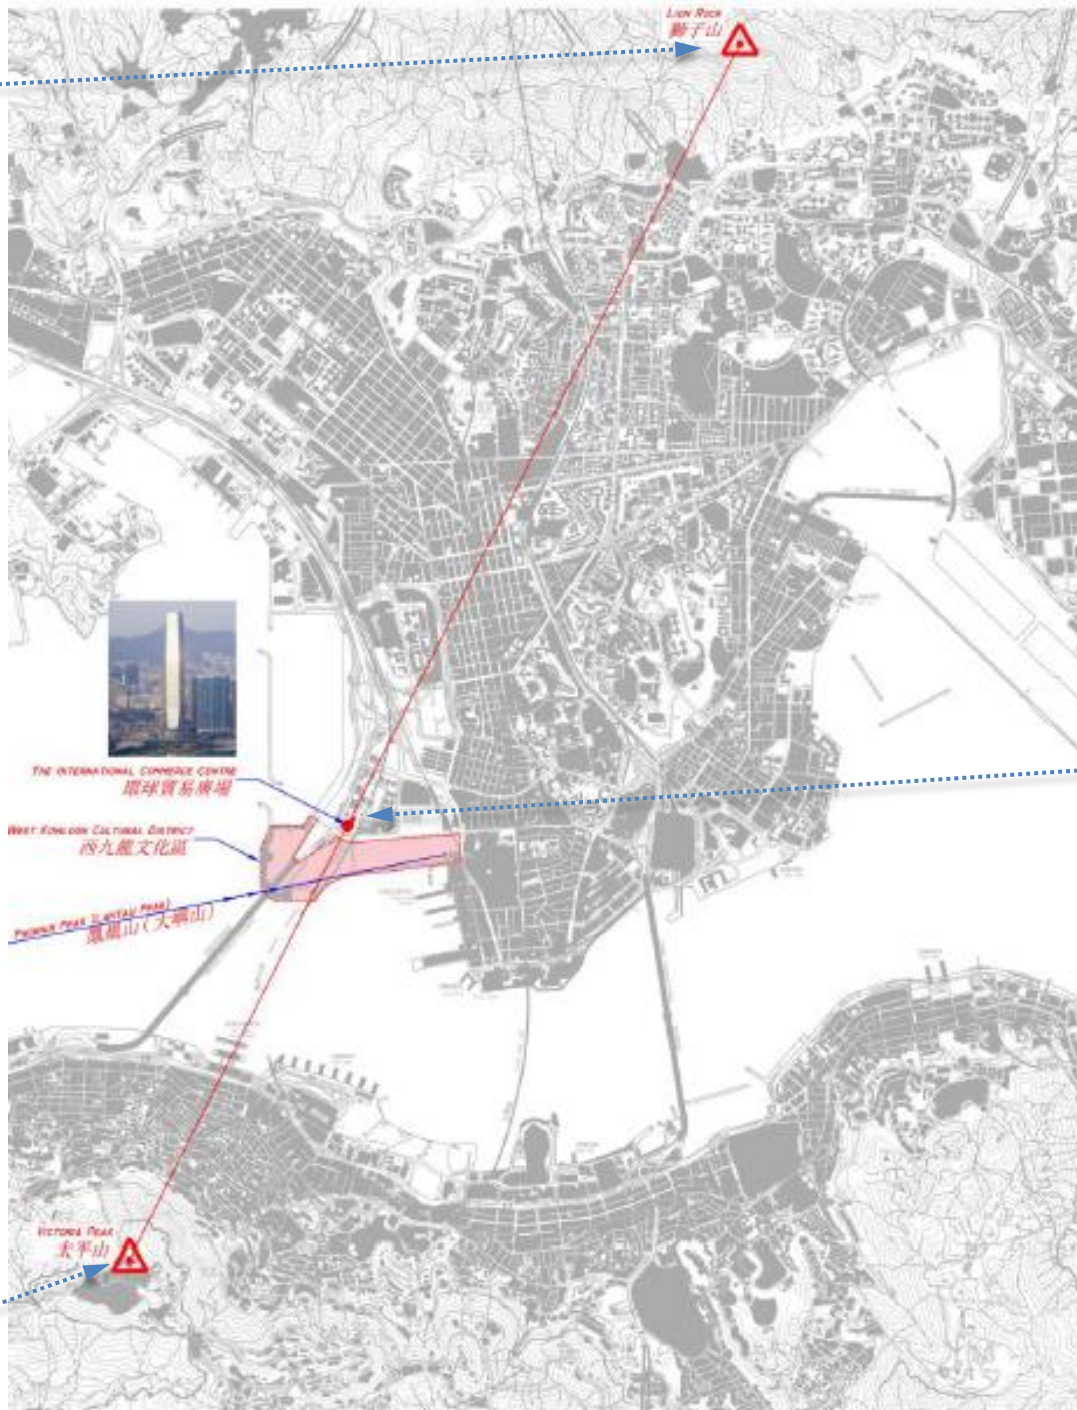 LION ROCK
獅子山
THE INTERNATIONAL COMMERCE CENTRE
環球貿易廣場
WEST KOWLOON CULTURAL DISTRICT
西九龍文化區
PHOENIX PEAK (LANTAU PEAK)
鳳凰山(大嶼山)
VICTORIA PEAK
太平山